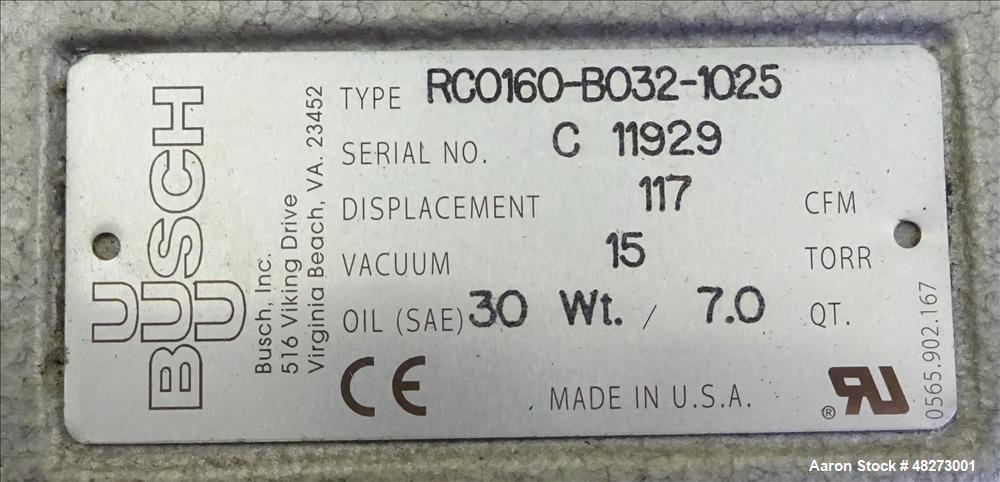 BUSCH
Busch, Inc.
516 Viking Drive
Virginia Beach, VA. 23452
TYPE RC0160-B032-1025
SERIAL NO. C 11929
DISPLACEMENT 117 CFM
VACUUM 15 TORR
OIL (SAE) 30 Wt. / 7.0 QT.
CE
MADE IN U.S.A.
RU ®
0565.902.167
Aaron Stock # 48273001